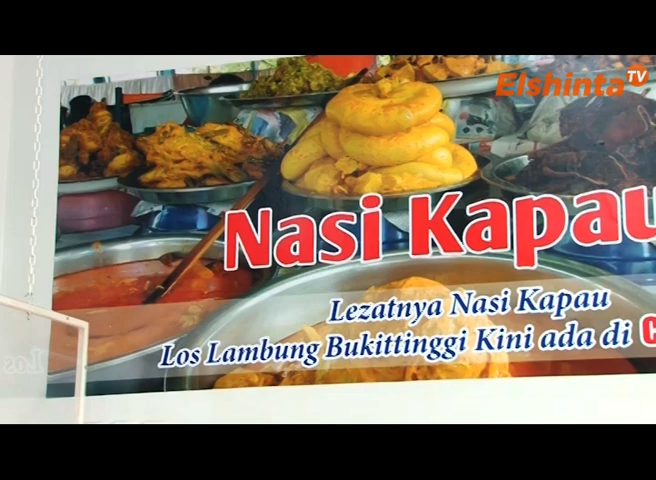 Elshinta TV
Nasi Kapau
Lezatnya Nasi Kapau
Los Lambung Bukittinggi Kini ada di